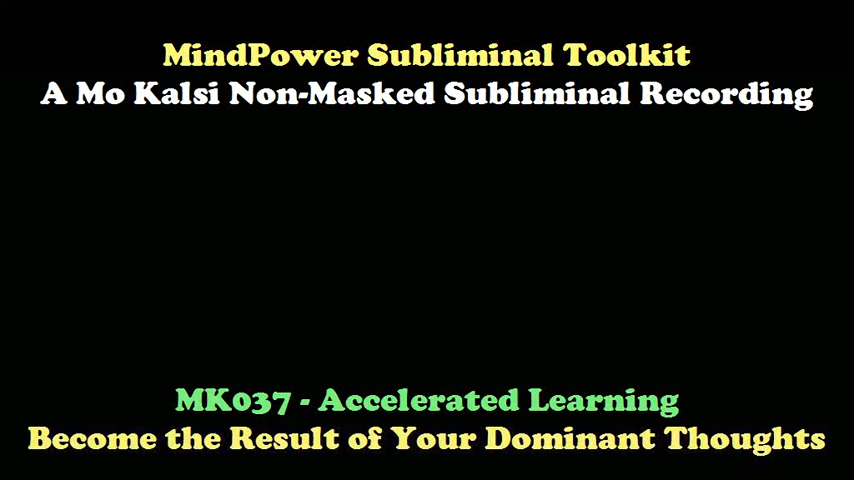 MindPower Subliminal Toolkit
A Mo Kalsi Non-Masked Subliminal Recording
MK037 - Accelerated Learning
Become the Result of Your Dominant Thoughts